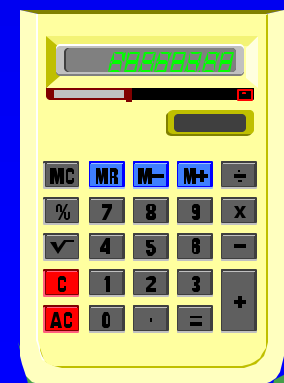 MC MR M− M+ ÷
% 7 8 9 x
√ 4 5 6 −
C 1 2 3 +
AC 0 . =